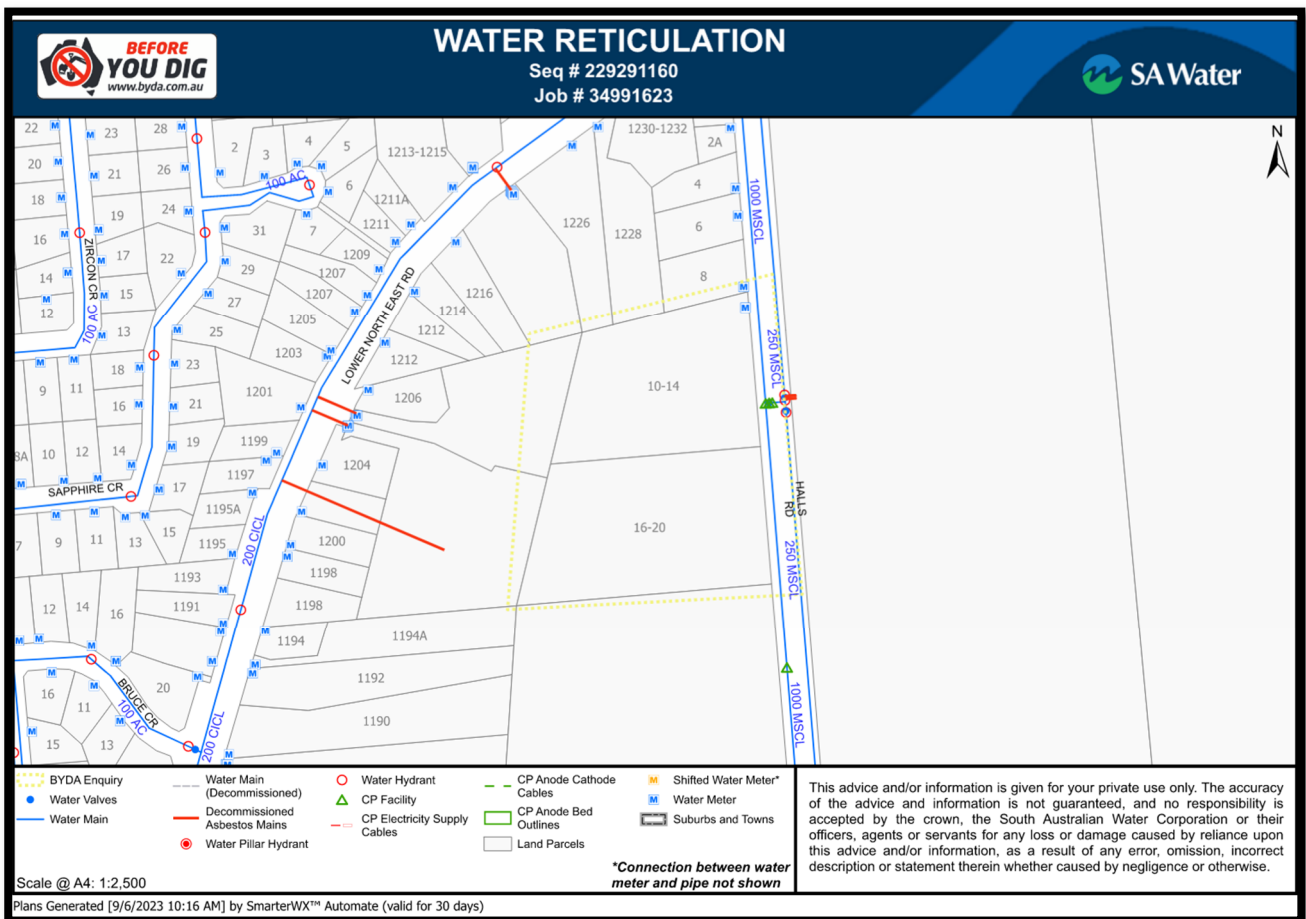 BEFORE
YOU DIG
www.byda.com.au
WATER RETICULATION
Seq # 229291160
Job # 34991623
SA Water
N
22
23
28
2
3
4
5
1213-1215
1230-1232
2A
20
21
26
100 AC
6
1211A
4
18
19
24
1211
1226
1000 MSCL
16
ZIRCON CR
17
22
31
7
1209
1228
6
14
15
29
1207
1207
LOWER NORTH EAST RD
1216
8
12
100 AC
13
27
1205
1214
25
1212
250 MSCL
18
23
1203
1212
9
11
16
21
1201
1206
10-14
8A
10
12
14
19
1199
1204
SAPPHIRE CR
17
1197
1195A
HALLS
RD
7
9
11
13
15
1195
200 CICL
1200
16-20
250 MSCL
1193
1198
12
14
16
1191
1198
1194
1194A
16
11
BRUCE CR
100 AC
20
1192
1000 MSCL
15
13
200 CICL
1190
BYDA Enquiry
Water Valves
Water Main
Water Main
(Decommissioned)
Decommissioned
Asbestos Mains
Water Pillar Hydrant
Water Hydrant
CP Facility
CP Electricity Supply
Cables
CP Anode Cathode
Cables
CP Anode Bed
Outlines
Land Parcels
M Shifted Water Meter*
M Water Meter
Suburbs and Towns
*Connection between water
meter and pipe not shown
Scale @ A4: 1:2,500
This advice and/or information is given for your private use only. The accuracy
of the advice and information is not guaranteed, and no responsibility is
accepted by the crown, the South Australian Water Corporation or their
officers, agents or servants for any loss or damage caused by reliance upon
this advice and/or information, as a result of any error, omission, incorrect
description or statement therein whether caused by negligence or otherwise.
Plans Generated [9/6/2023 10:16 AM] by SmarterWX™ Automate (valid for 30 days)